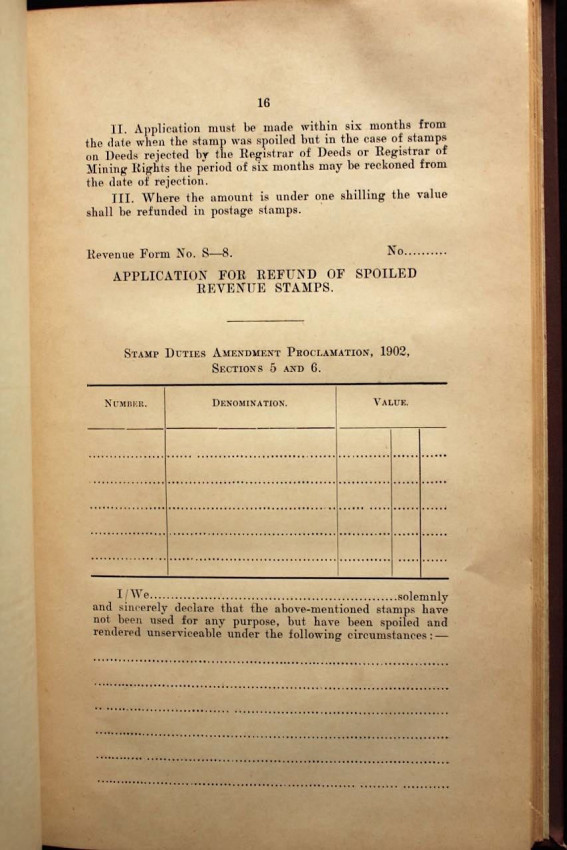 16
II. Application must be made within six months from
the date when the stamp was spoiled but in the case of stamps
on Deeds rejected by the Registrar of Deeds or Registrar of
Mining Rights the period of six months may be reckoned from
the date of rejection.
III. Where the amount is under one shilling the value
shall be refunded in postage stamps.
Revenue Form No. S—8. No..........
APPLICATION FOR REFUND OF SPOILED
REVENUE STAMPS.
STAMP DUTIES AMENDMENT PROCLAMATION, 1902,
SECTIONS 5 AND 6.
NUMBER. DENOMINATION. VALUE.
I/We..........................................................solemnly
and sincerely declare that the above-mentioned stamps have
not been used for any purpose, but have been spoiled and
rendered unserviceable under the following circumstances:—